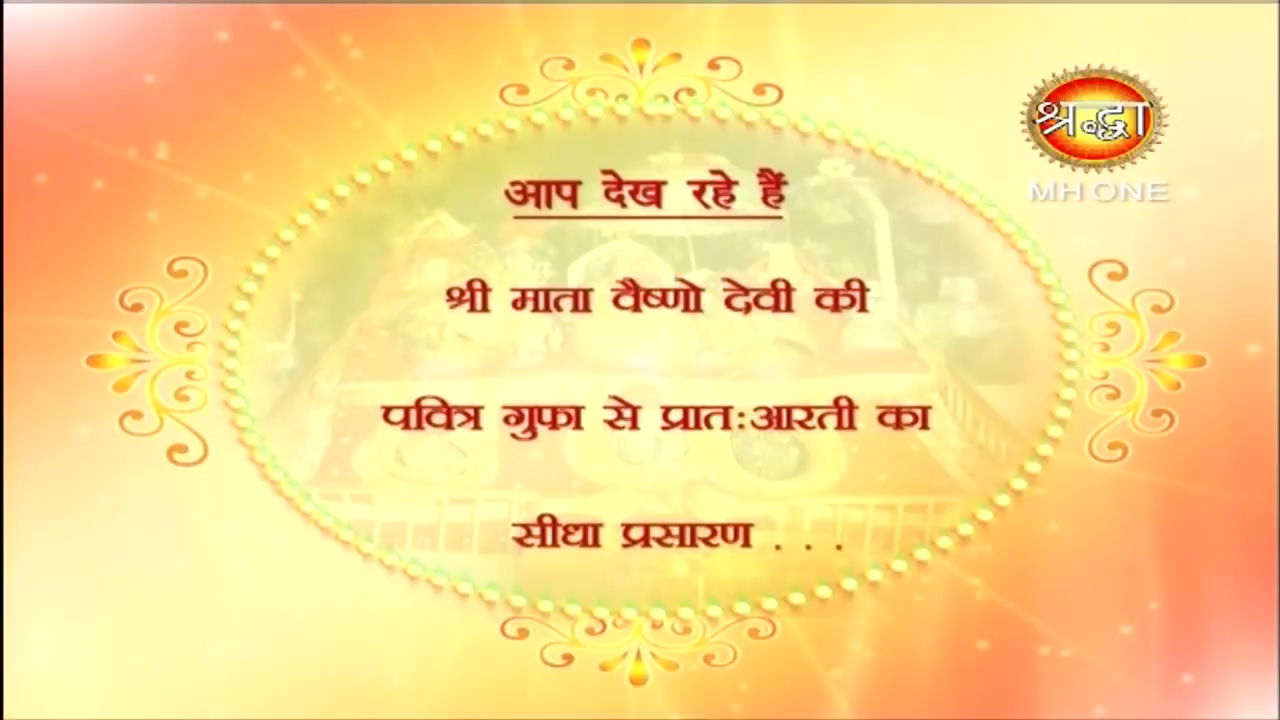 श्रद्धा
MH ONE
आप देख रहे हैं
श्री माता वैष्णो देवी की
पवित्र गुफा से प्रातःआरती का
सीधा प्रसारण . . .